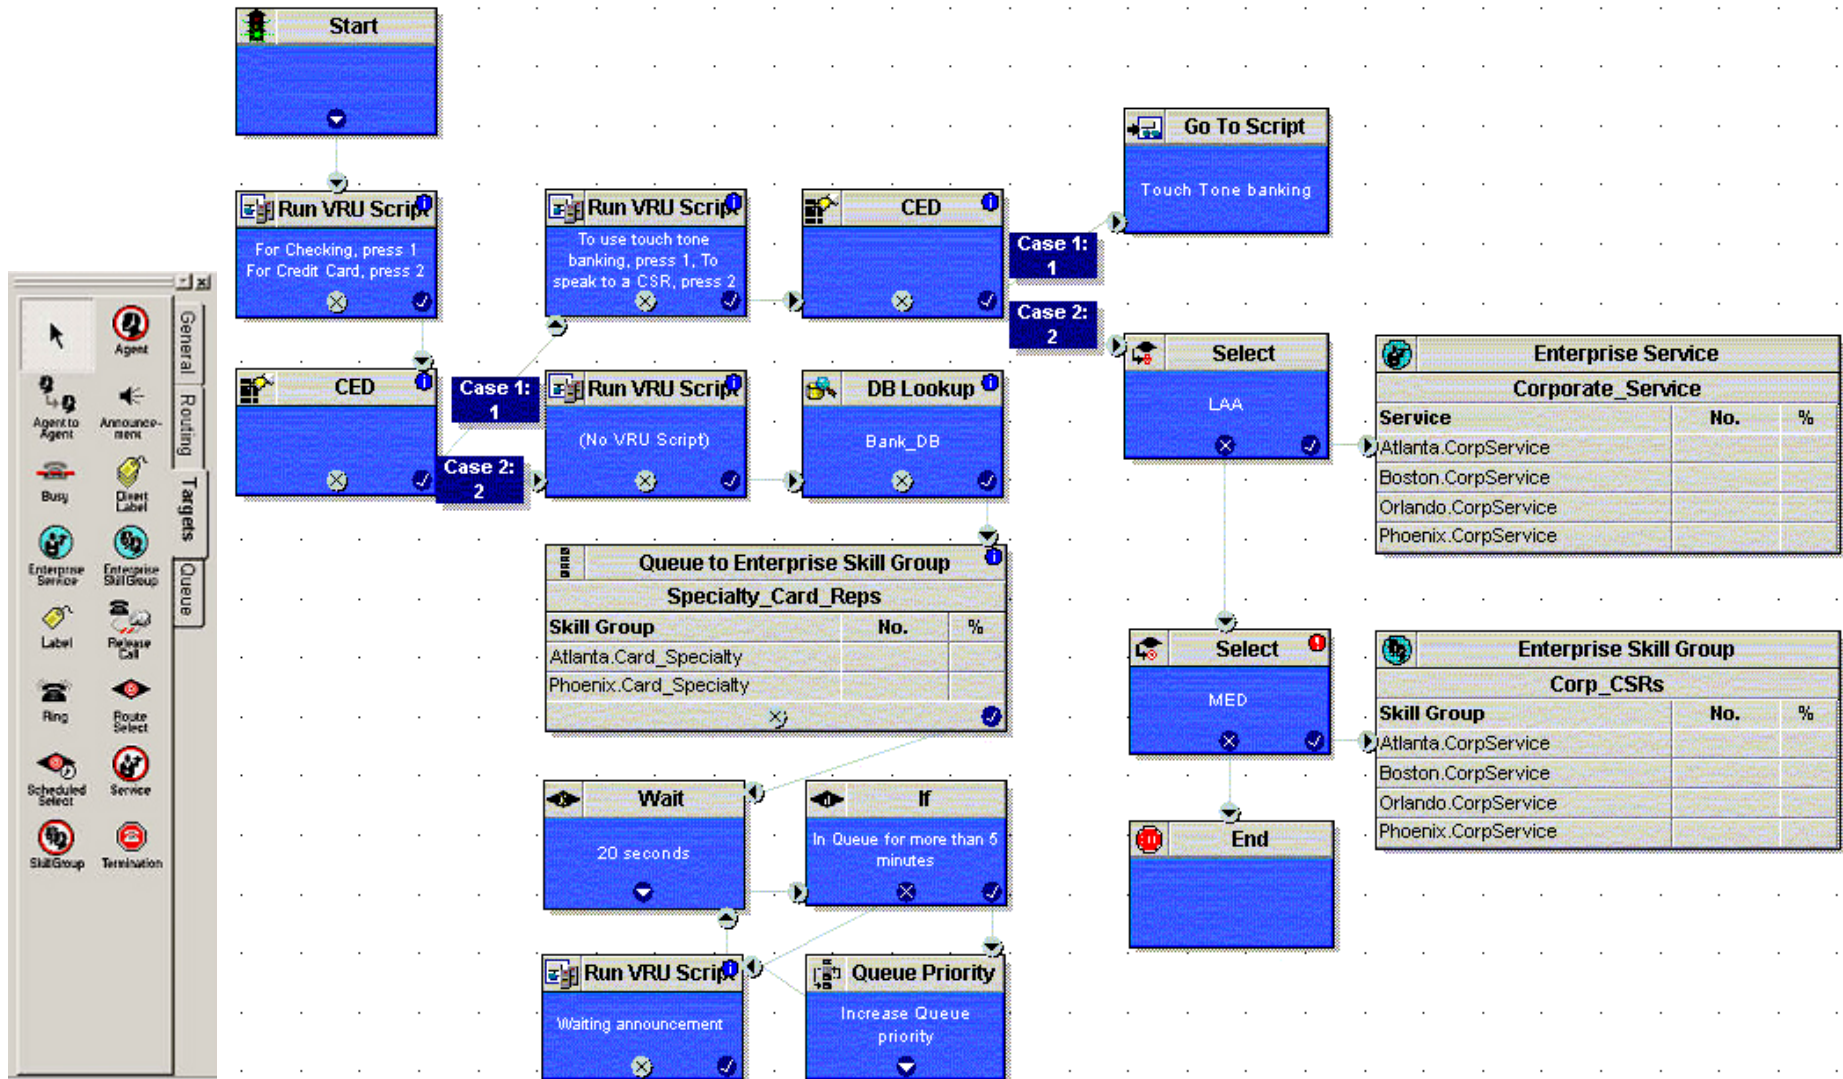 Start
Run VRU Script
For Checking, press 1
For Credit Card, press 2
CED
Case 1:
1
Case 2:
2
Run VRU Script
To use touch tone
banking, press 1, To
speak to a CSR, press 2
CED
Case 1:
1
Case 2:
2
Go To Script
Touch Tone banking
Run VRU Script
(No VRU Script)
DB Lookup
Bank_DB
Select
LAA
Enterprise Service
Corporate_Service
Service No. %
Atlanta.CorpService
Boston.CorpService
Orlando.CorpService
Phoenix.CorpService
Queue to Enterprise Skill Group
Specialty_Card_Reps
Skill Group No. %
Atlanta.Card_Specialty
Phoenix.Card_Specialty
Select
MED
Enterprise Skill Group
Corp_CSRs
Skill Group No. %
Atlanta.CorpService
Boston.CorpService
Orlando.CorpService
Phoenix.CorpService
Wait
20 seconds
If
In Queue for more than 5
minutes
End
Run VRU Script
Waiting announcement
Queue Priority
Increase Queue
priority
General
Routing
Targets
Queue
Agent
Agent to
Agent
Announce-
ment
Busy
Divert
Label
Enterprise
Service
Enterprise
SkillGroup
Label
Release
Call
Ring
Route
Select
Scheduled
Select
Service
SkillGroup
Termination